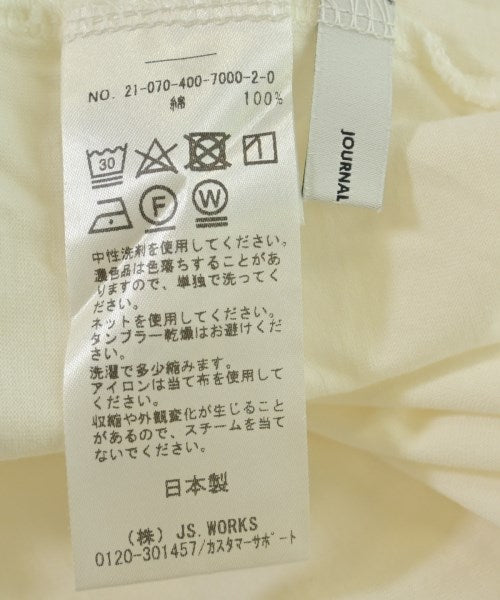 NO. 21-070-400-7000-2-0
綿 100%
30
F W
中性洗剤を使用してください。
濃色品は色落ちすることがあ
りますので、単独で洗ってく
ださい。
ネットを使用してください。
タンブラー乾燥はお避けくだ
さい。
洗濯で多少縮みます。
アイロンは当て布を使用して
ください。
収縮や外観変化が生じること
があるので、スチームを当て
ないでください。
日本製
(株) JS.WORKS
0120-301457/カスタマーサポート
JOURNAL